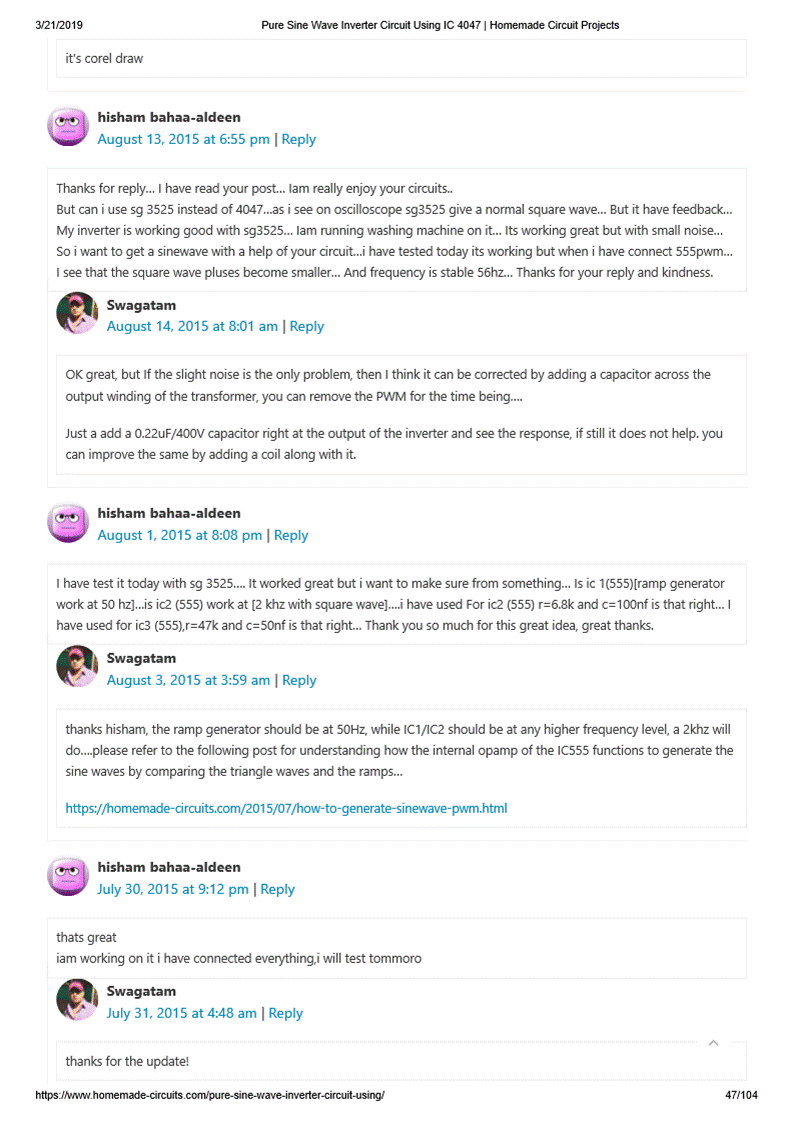 3/21/2019
Pure Sine Wave Inverter Circuit Using IC 4047 | Homemade Circuit Projects
it's corel draw
hisham bahaa-aldeen
August 13, 2015 at 6:55 pm | Reply
Thanks for reply... I have read your post... Iam really enjoy your circuits..
But can i use sg 3525 instead of 4047...as i see on oscilloscope sg3525 give a normal square wave... But it have feedback...
My inverter is working good with sg3525... Iam running washing machine on it... Its working great but with small noise...
So i want to get a sinewave with a help of your circuit...i have tested today its working but when i have connect 555pwm...
I see that the square wave pluses become smaller... And frequency is stable 56hz... Thanks for your reply and kindness.
Swagatam
August 14, 2015 at 8:01 am | Reply
OK great, but If the slight noise is the only problem, then I think it can be corrected by adding a capacitor across the
output winding of the transformer, you can remove the PWM for the time being....
Just a add a 0.22uF/400V capacitor right at the output of the inverter and see the response, if still it does not help. you
can improve the same by adding a coil along with it.
hisham bahaa-aldeen
August 1, 2015 at 8:08 pm | Reply
I have test it today with sg 3525.... It worked great but i want to make sure from something... Is ic 1(555)[ramp generator
work at 50 hz]...is ic2 (555) work at [2 khz with square wave]....i have used For ic2 (555) r=6.8k and c=100nf is that right... I
have used for ic3 (555),r=47k and c=50nf is that right... Thank you so much for this great idea, great thanks.
Swagatam
August 3, 2015 at 3:59 am | Reply
thanks hisham, the ramp generator should be at 50Hz, while IC1/IC2 should be at any higher frequency level, a 2khz will
do....please refer to the following post for understanding how the internal opamp of the IC555 functions to generate the
sine waves by comparing the triangle waves and the ramps...
https://homemade-circuits.com/2015/07/how-to-generate-sinewave-pwm.html
hisham bahaa-aldeen
July 30, 2015 at 9:12 pm | Reply
thats great
iam working on it i have connected everything,i will test tommoro
Swagatam
July 31, 2015 at 4:48 am | Reply
thanks for the update!
https://www.homemade-circuits.com/pure-sine-wave-inverter-circuit-using/
47/104